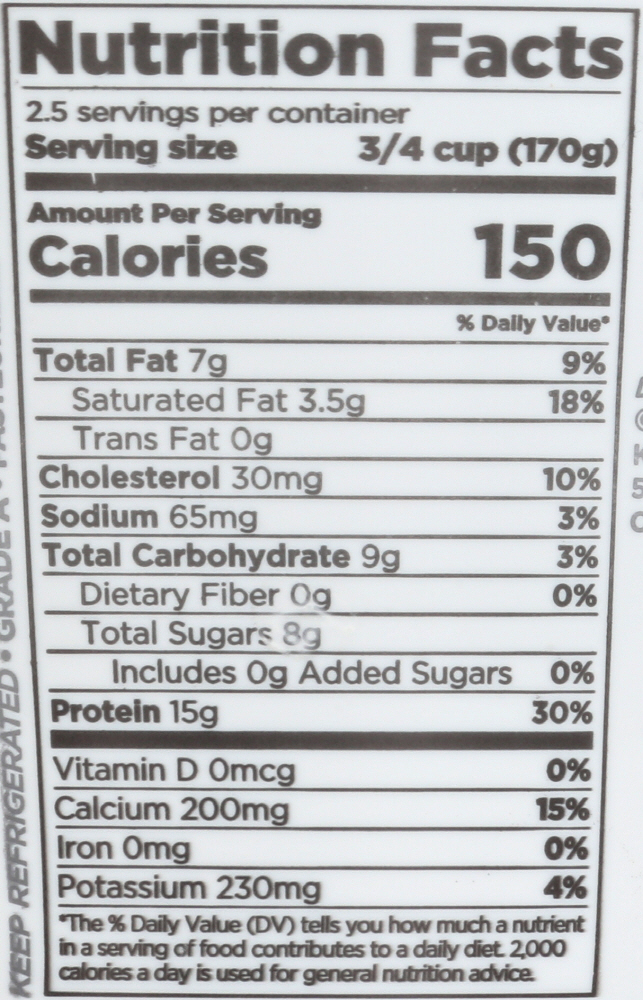 Nutrition Facts
2.5 servings per container
Serving size 3/4 cup (170g)
Amount Per Serving
Calories 150
% Daily Value*
Total Fat 7g 9%
Saturated Fat 3.5g 18%
Trans Fat 0g
Cholesterol 30mg 10%
Sodium 65mg 3%
Total Carbohydrate 9g 3%
Dietary Fiber 0g 0%
Total Sugars 8g
Includes 0g Added Sugars 0%
Protein 15g 30%
Vitamin D 0mcg 0%
Calcium 200mg 15%
Iron 0mg 0%
Potassium 230mg 4%
*The % Daily Value (DV) tells you how much a nutrient
in a serving of food contributes to a daily diet. 2,000
calories a day is used for general nutrition advice.
KEEP REFRIGERATED • GRADE A •